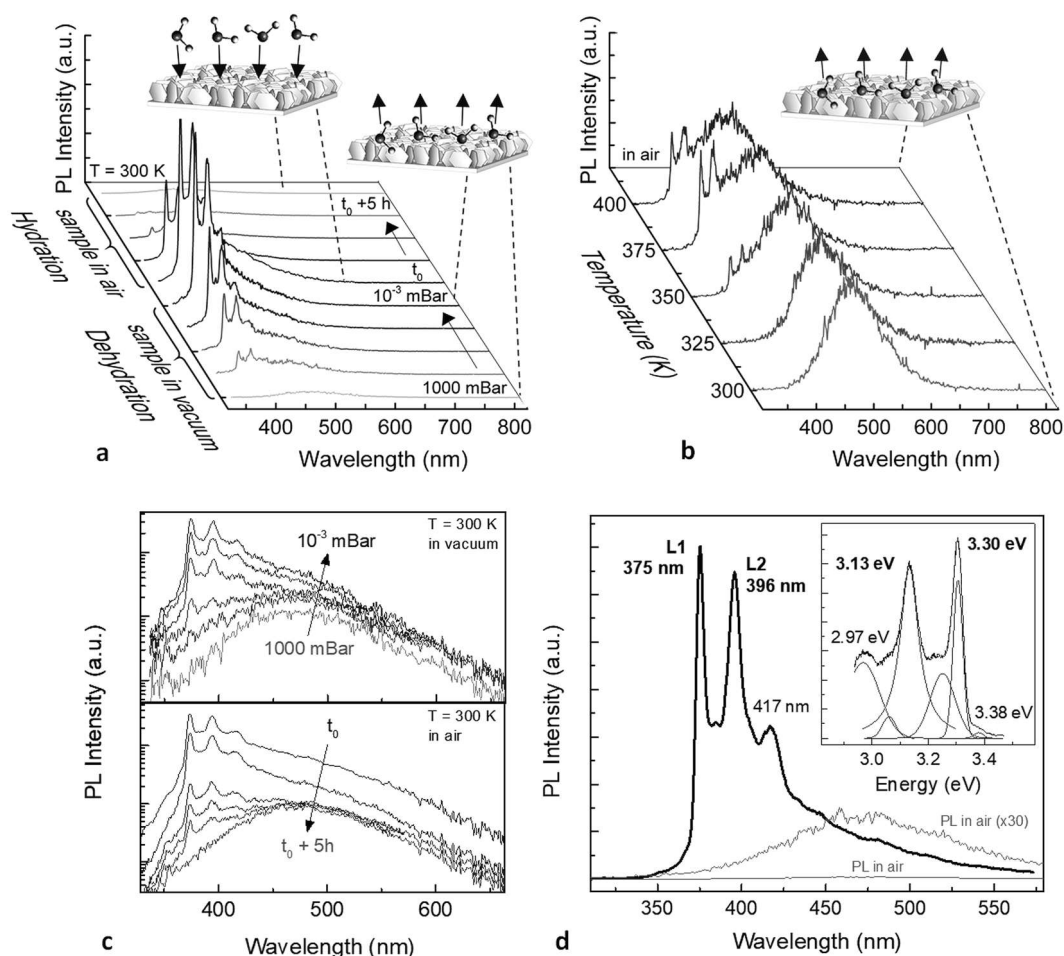 PL Intensity (a.u.)
T = 300 K
t0 +5 h
t0
10-3 mBar
1000 mBar
Hydration
sample in air
Dehydration
sample in vacuum
400 500 600 700 800
Wavelength (nm)
a
PL Intensity (a.u.)
in air
400
375
350
325
300
Temperature (K)
400 500 600 700 800
Wavelength (nm)
b
PL Intensity (a.u.)
T = 300 K
in vacuum
10-3 mBar
1000 mBar
T = 300 K
in air
t0
t0 + 5h
400 500 600
Wavelength (nm)
c
PL Intensity (a.u.)
L1
375 nm
L2
396 nm
417 nm
3.30 eV
3.13 eV
2.97 eV
3.38 eV
3.0 3.2 3.4
Energy (eV)
PL in air (x30)
PL in air
350 400 450 500 550
Wavelength (nm)
d